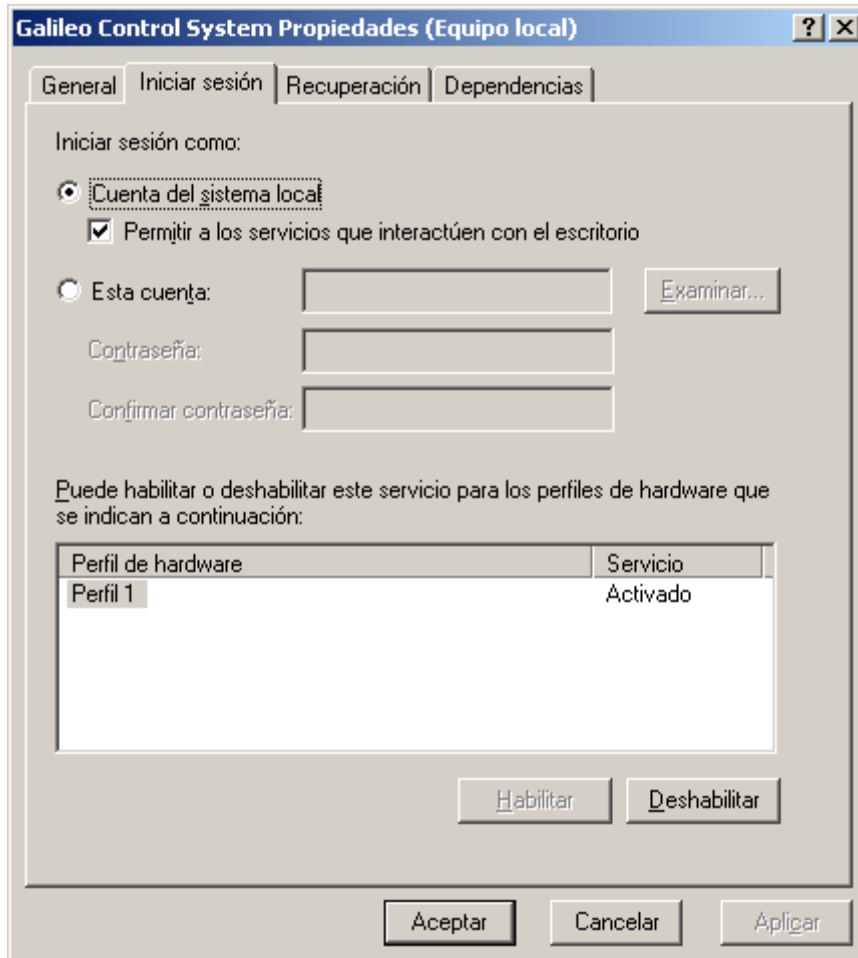 Galileo Control System Propiedades (Equipo local)
General Iniciar sesión Recuperación Dependencias
Iniciar sesión como:
Cuenta del sistema local
Permitir a los servicios que interactúen con el escritorio
Esta cuenta: Examinar...
Contraseña:
Confirmar contraseña:
Puede habilitar o deshabilitar este servicio para los perfiles de hardware que
se indican a continuación:
Perfil de hardware Servicio
Perfil 1 Activado
Habilitar Deshabilitar
Aceptar Cancelar Aplicar